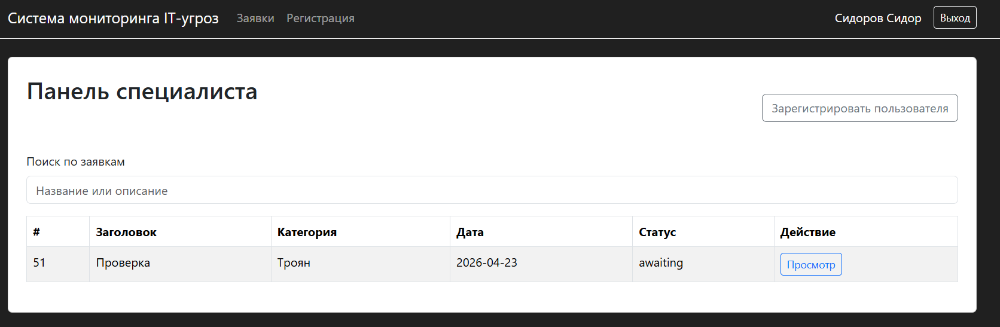 Система мониторинга IT-угроз Заявки Регистрация Сидоров Сидор Выход
Панель специалиста
Зарегистрировать пользователя
Поиск по заявкам
Название или описание
# Заголовок Категория Дата Статус Действие
51 Проверка Троян 2026-04-23 awaiting Просмотр